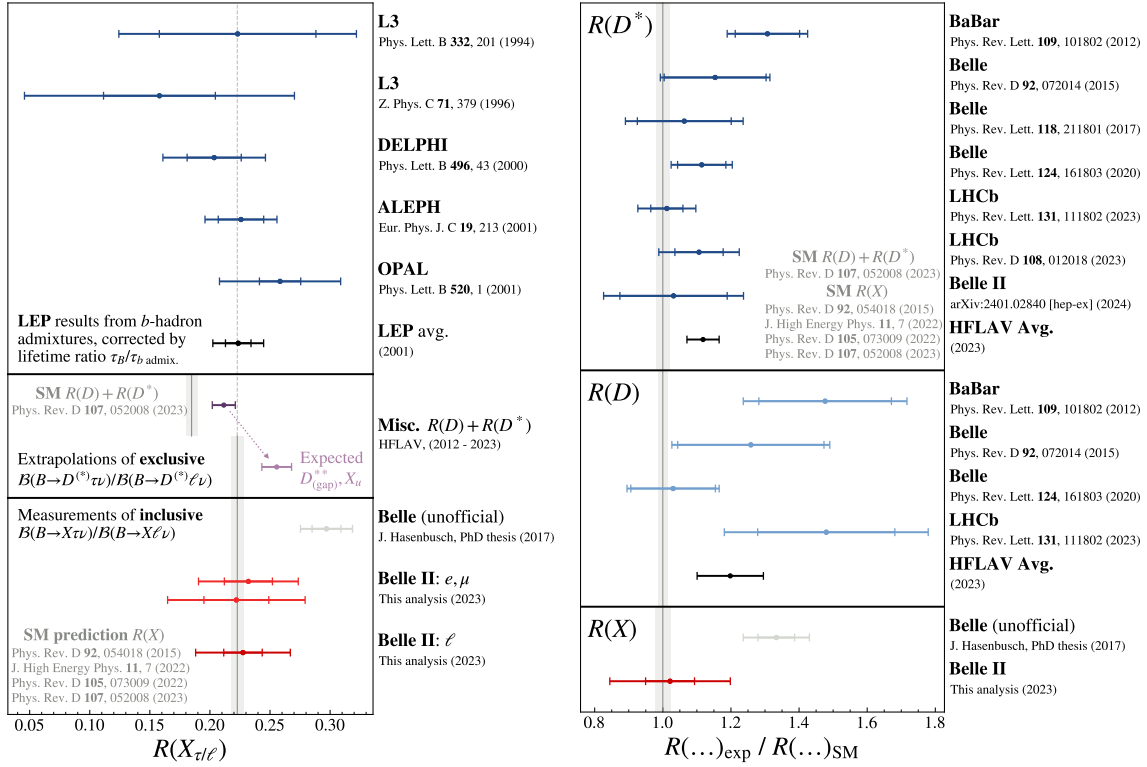 L3
Phys. Lett. B 332, 201 (1994)
L3
Z. Phys. C 71, 379 (1996)
DELPHI
Phys. Lett. B 496, 43 (2000)
ALEPH
Eur. Phys. J. C 19, 213 (2001)
OPAL
Phys. Lett. B 520, 1 (2001)
LEP results from b-hadron
admixtures, corrected by
lifetime ratio τ_B/τ_{b admix.}
LEP avg.
(2001)
SM R(D) + R(D*)
Phys. Rev. D 107, 052008 (2023)
Misc. R(D) + R(D*)
HFLAV, (2012 - 2023)
Extrapolations of exclusive
B(B→D^(*)τν)/B(B→D^(*)ℓν)
Expected
D**_(gap), X_u
Measurements of inclusive
B(B→Xτν)/B(B→Xℓν)
Belle (unofficial)
J. Hasenbusch, PhD thesis (2017)
Belle II: e, μ
This analysis (2023)
SM prediction R(X)
Phys. Rev. D 92, 054018 (2015)
J. High Energy Phys. 11, 7 (2022)
Phys. Rev. D 105, 073009 (2022)
Phys. Rev. D 107, 052008 (2023)
Belle II: ℓ
This analysis (2023)
0.05 0.10 0.15 0.20 0.25 0.30
R(X_{τ/ℓ})
R(D*)
BaBar
Phys. Rev. Lett. 109, 101802 (2012)
Belle
Phys. Rev. D 92, 072014 (2015)
Belle
Phys. Rev. Lett. 118, 211801 (2017)
Belle
Phys. Rev. Lett. 124, 161803 (2020)
LHCb
Phys. Rev. Lett. 131, 111802 (2023)
LHCb
Phys. Rev. D 108, 012018 (2023)
Belle II
arXiv:2401.02840 [hep-ex] (2024)
HFLAV Avg.
(2023)
SM R(D) + R(D*)
Phys. Rev. D 107, 052008 (2023)
SM R(X)
Phys. Rev. D 92, 054018 (2015)
J. High Energy Phys. 11, 7 (2022)
Phys. Rev. D 105, 073009 (2022)
Phys. Rev. D 107, 052008 (2023)
R(D)
BaBar
Phys. Rev. Lett. 109, 101802 (2012)
Belle
Phys. Rev. D 92, 072014 (2015)
Belle
Phys. Rev. Lett. 124, 161803 (2020)
LHCb
Phys. Rev. Lett. 131, 111802 (2023)
HFLAV Avg.
(2023)
R(X)
Belle (unofficial)
J. Hasenbusch, PhD thesis (2017)
Belle II
This analysis (2023)
0.8 1.0 1.2 1.4 1.6 1.8
R(...)_exp / R(...)_SM